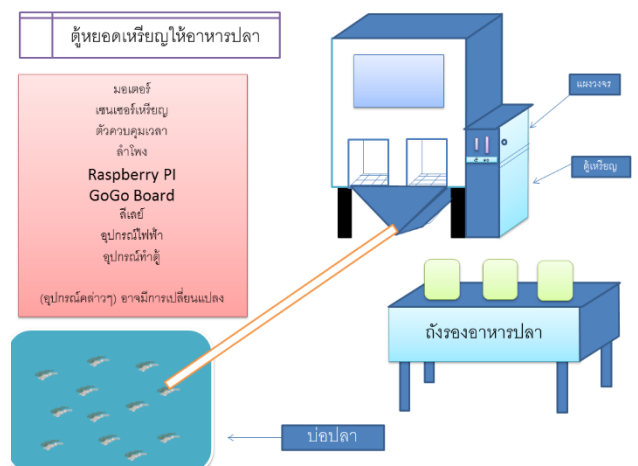 ตู้หยอดเหรียญให้อาหารปลา
มอเตอร์
เซนเซอร์เหรียญ
ตัวควบคุมเวลา
ลำโพง
Raspberry PI
GoGo Board
รีเลย์
อุปกรณ์ไฟฟ้า
อุปกรณ์ทำตู้
(อุปกรณ์คล่าวๆ) อาจมีการเปลี่ยนแปลง
แผงวงจร
ตู้เหรียญ
ถังรองอาหารปลา
บ่อปลา